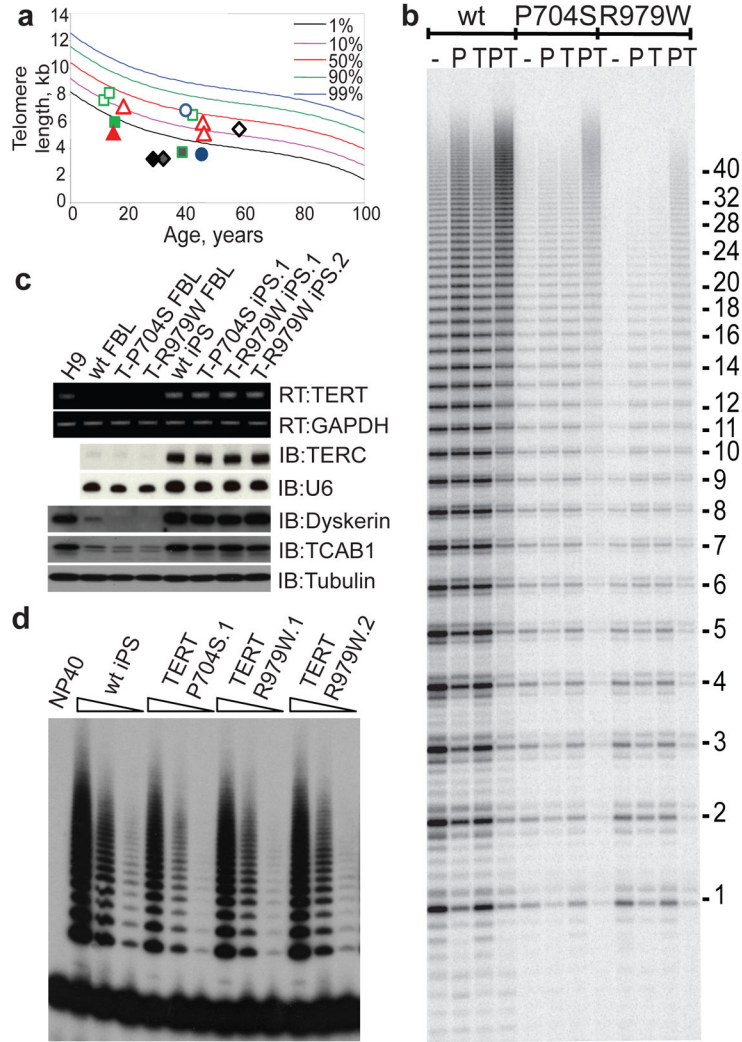 a
14
12
10
8
6
4
2
0
Telomere length, kb
0 20 40 60 80 100
Age, years
1%
10%
50%
90%
99%
b
wt P704S R979W
- P T PT - P T PT - P T PT
40
32
28
24
20
18
16
14
12
11
10
9
8
7
6
5
4
3
2
1
c
H9
wt FBL
T-P704S FBL
T-R979W FBL
wt iPS
T-P704S iPS.1
T-R979W iPS.1
T-R979W iPS.2
RT:TERT
RT:GAPDH
IB:TERC
IB:U6
IB:Dyskerin
IB:TCAB1
IB:Tubulin
d
NP40
wt iPS
TERT
P704S.1
TERT
R979W.1
TERT
R979W.2